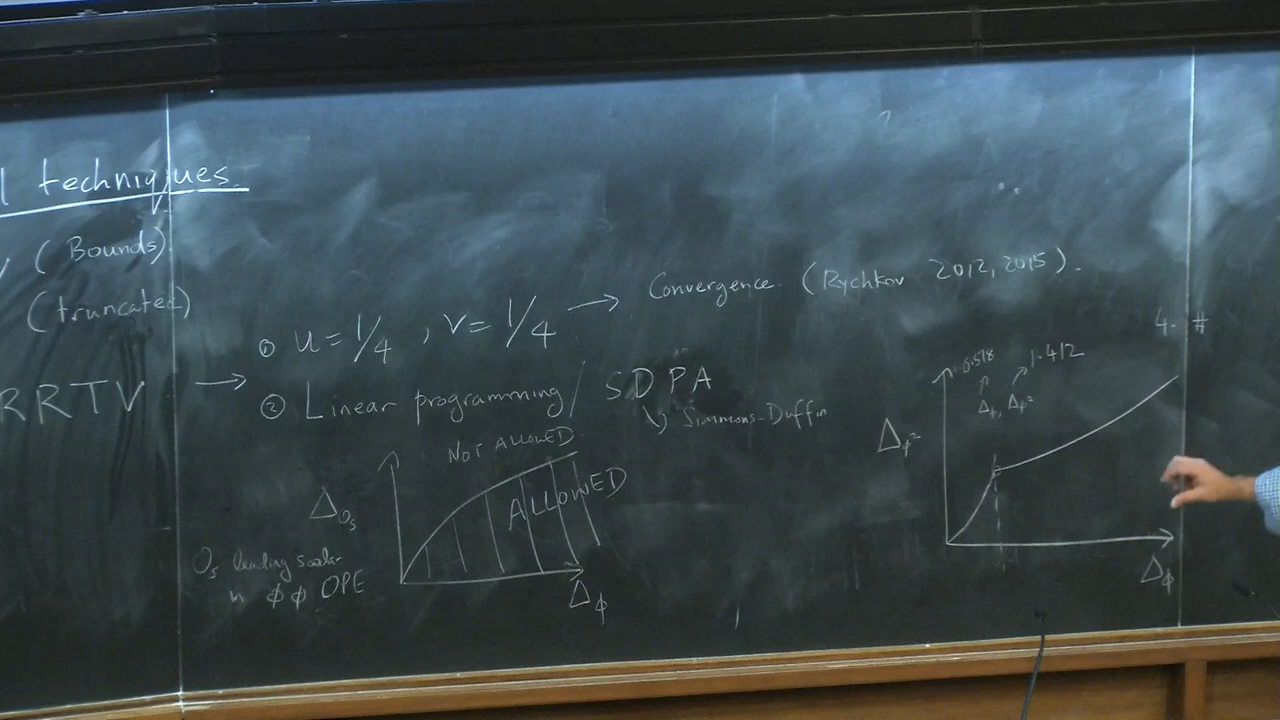 l techniques
y (Bounds)
(truncated)
RRTV →
① u = 1/4 , v = 1/4 → Convergence. (Rychkov 2012, 2015).
② Linear programming / SDPA
↳ Simmons-Duffin
NOT ALLOWED
ALLOWED
Δ_{O_s}
O_s leading scalar
in ϕϕ OPE
Δ_ϕ
4. #
0.518
1.412
Δ_ϕ, Δ_{ϕ²}
Δ_{ϕ²}
Δ_ϕ